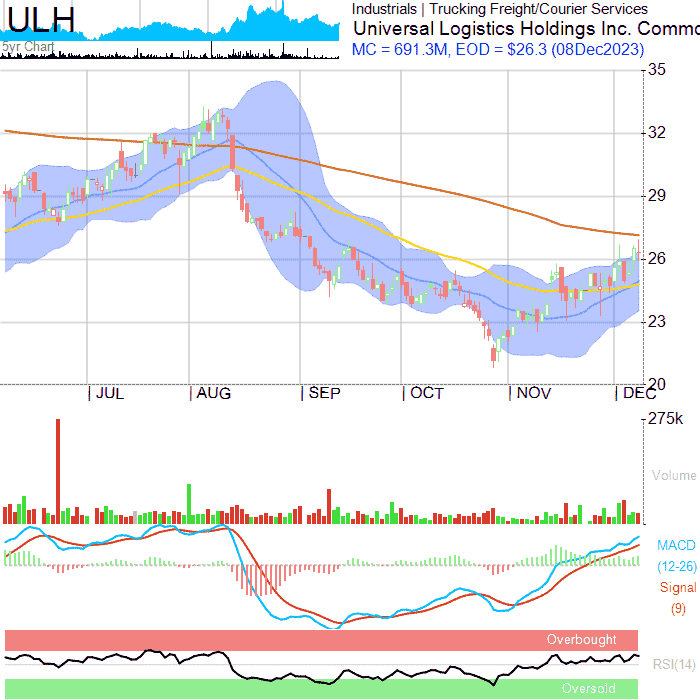 ULH
5yr Chart
Industrials | Trucking Freight/Courier Services
Universal Logistics Holdings Inc. Commo
MC = 691.3M, EOD = $26.3 (08Dec2023)
35
32
29
26
23
20
JUL AUG SEP OCT NOV DEC
275k
Volume
MACD
(12-26)
Signal
(9)
Overbought
RSI(14)
Oversold